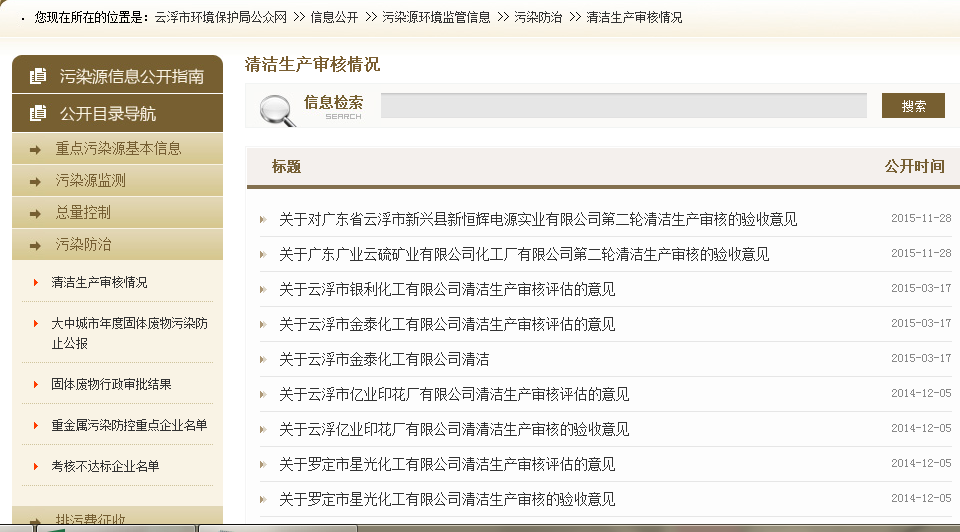 您现在所在的位置是：云浮市环境保护局公众网 >> 信息公开 >> 污染源环境监管信息 >> 污染防治 >> 清洁生产审核情况
污染源信息公开指南
公开目录导航
重点污染源基本信息
污染源监测
总量控制
污染防治
清洁生产审核情况
大中城市年度固体废物污染防
止公报
固体废物行政审批结果
重金属污染防控重点企业名单
考核不达标企业名单
排污费征收
清洁生产审核情况
信息检索
SEARCH
搜索
标题 公开时间
关于对广东省云浮市新兴县新恒辉电源实业有限公司第二轮清洁生产审核的验收意见 2015-11-28
关于广东广业云硫矿业有限公司化工厂有限公司第二轮清洁生产审核的验收意见 2015-11-28
关于云浮市银利化工有限公司清洁生产审核评估的意见 2015-03-17
关于云浮市金泰化工有限公司清洁生产审核评估的意见 2015-03-17
关于云浮市金泰化工有限公司清洁 2015-03-17
关于云浮市亿业印花厂有限公司清洁生产审核评估的意见 2014-12-05
关于云浮亿业印花厂有限公司清清洁生产审核的验收意见 2014-12-05
关于罗定市星光化工有限公司清洁生产审核评估的意见 2014-12-05
关于罗定市星光化工有限公司清洁生产审核的验收意见 2014-12-05